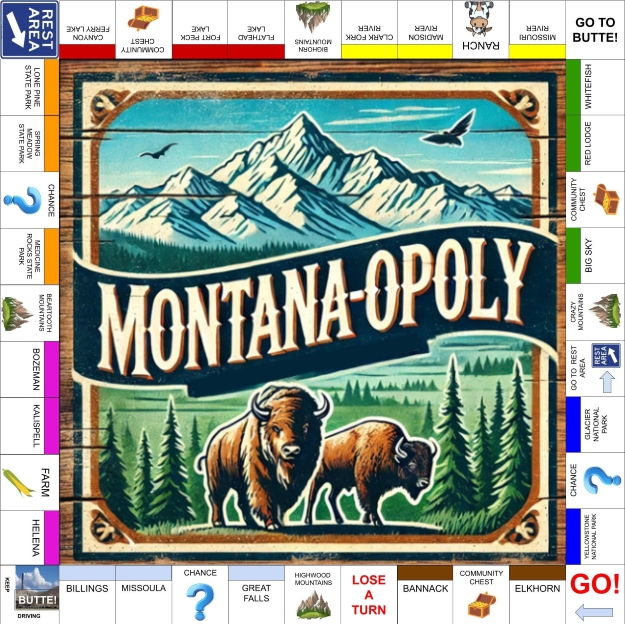 REST
AREA
CANYON
FERRY LAKE
COMMUNITY
CHEST
FORT PECK
LAKE
FLATHEAD
LAKE
BIGHORN
MOUNTAINS
CLARK FORK
RIVER
MADISON
RIVER
RANCH
MISSOURI
RIVER
GO TO
BUTTE!
LONE PINE
STATE PARK
SPRING
MEADOW
STATE PARK
CHANCE
MEDICINE
ROCKS STATE
PARK
BEARTOOTH
MOUNTAINS
BOZEMAN
KALISPELL
FARM
HELENA
MONTANA-OPOLY
WHITEFISH
RED LODGE
COMMUNITY
CHEST
BIG SKY
CRAZY
MOUNTAINS
GO TO REST
AREA
REST
AREA
GLACIER
NATIONAL
PARK
CHANCE
YELLOWSTONE
NATIONAL PARK
KEEP
BUTTE!
DRIVING
BILLINGS
MISSOULA
CHANCE
GREAT
FALLS
HIGHWOOD
MOUNTAINS
LOSE
A
TURN
BANNACK
COMMUNITY
CHEST
ELKHORN
GO!